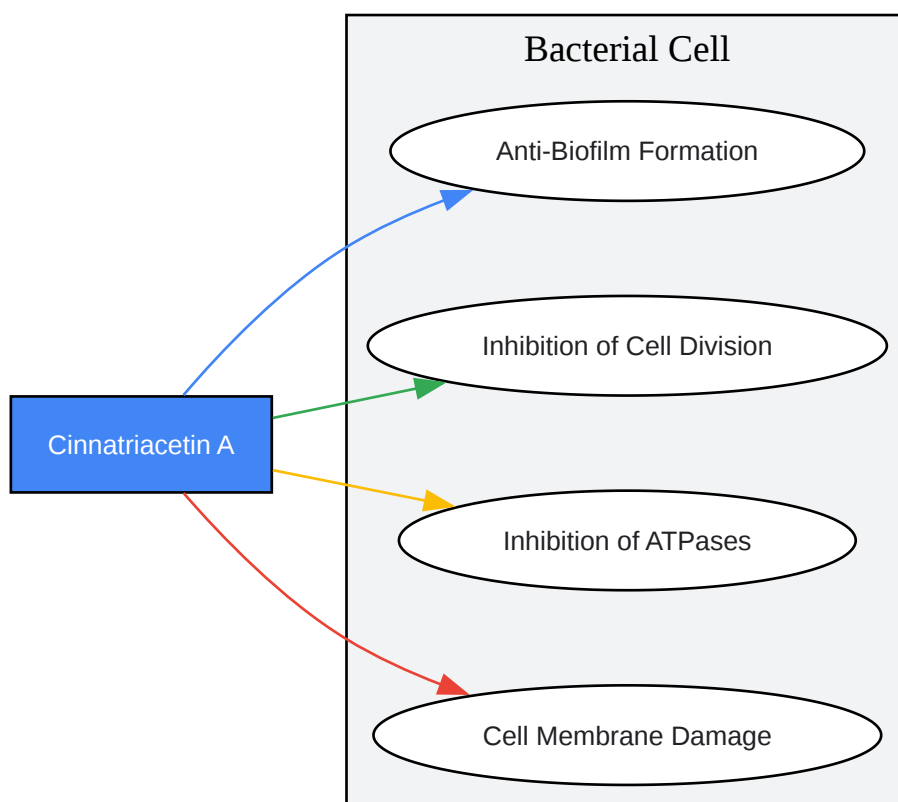 Bacterial Cell
Anti-Biofilm Formation
Inhibition of Cell Division
Cinnatriacetin A
Inhibition of ATPases
Cell Membrane Damage